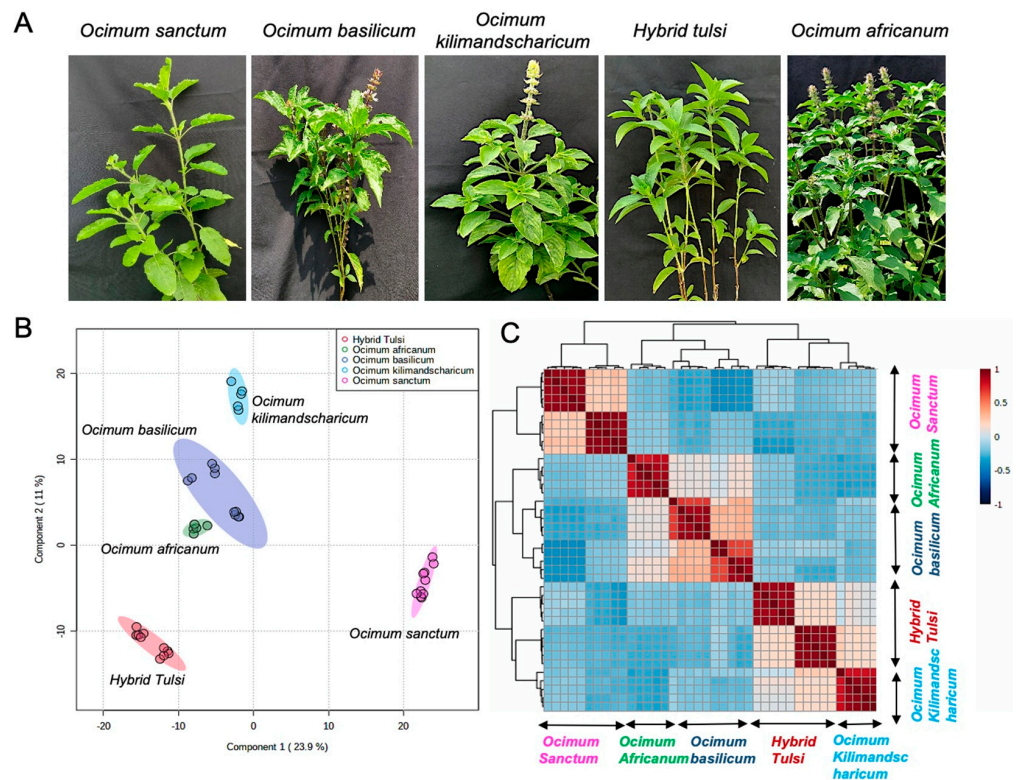 A
Ocimum sanctum
Ocimum basilicum
Ocimum
kilimandscharicum
Hybrid tulsi
Ocimum africanum
B
Component 2 ( 11 %)
20
10
0
-10
Hybrid Tulsi
Ocimum africanum
Ocimum basilicum
Ocimum kilimandscharicum
Ocimum sanctum
Ocimum
kilimandscharicum
Ocimum basilicum
Ocimum africanum
Ocimum sanctum
Hybrid Tulsi
-20
-10
0
10
20
Component 1 ( 23.9 %)
C
1
0.5
0
-0.5
-1
Ocimum
Sanctum
Ocimum
Africanum
Ocimum
basilicum
Hybrid
Tulsi
Ocimum
Kilimandsc
haricum
Ocimum
Sanctum
Ocimum
Africanum
Ocimum
basilicum
Hybrid
Tulsi
Ocimum
Kilimandsc
haricum